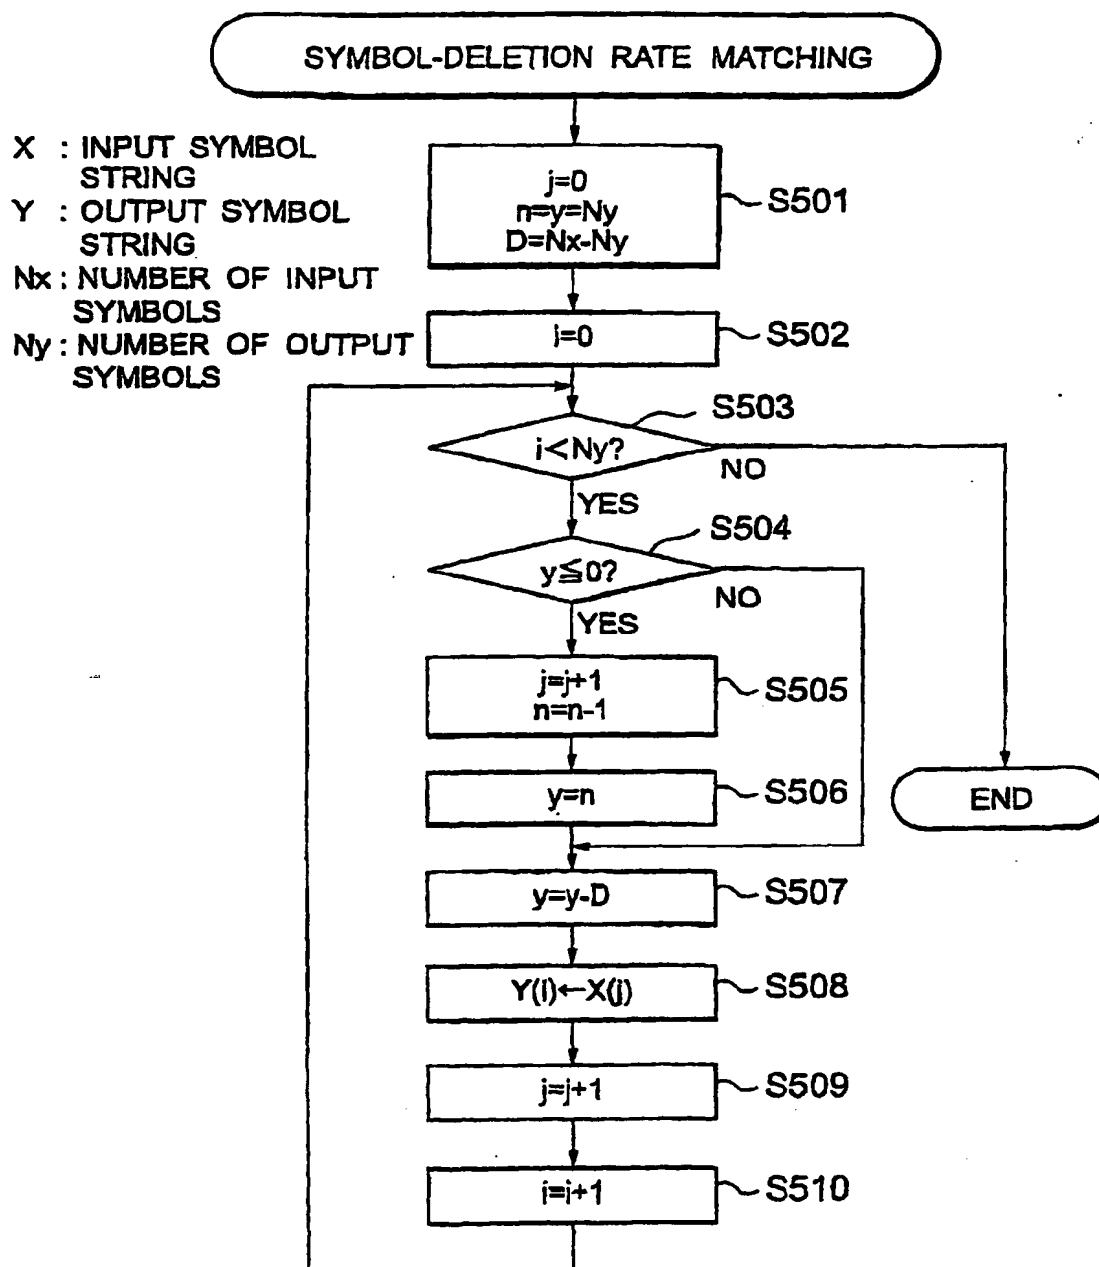 SYMBOL-DELETION RATE MATCHING
X : INPUT SYMBOL
STRING
Y : OUTPUT SYMBOL
STRING
Nx : NUMBER OF INPUT
SYMBOLS
Ny : NUMBER OF OUTPUT
SYMBOLS
j=0
n=y=Ny
D=Nx-Ny
S501
i=0
S502
S503
i<Ny?
NO
YES
S504
y≦0?
NO
YES
j=j+1
n=n-1
S505
y=n
S506
END
y=y-D
S507
Y(i)←X(j)
S508
j=j+1
S509
i=i+1
S510